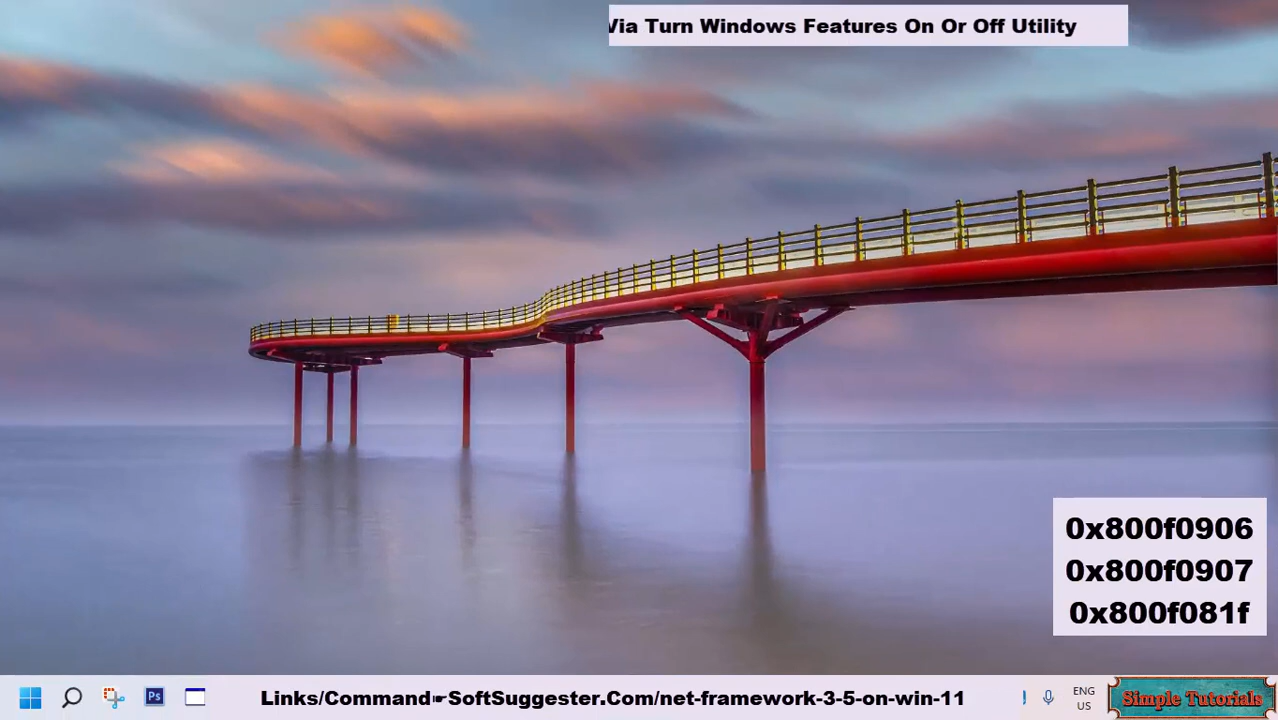 Via Turn Windows Features On Or Off Utility
0x800f0906
0x800f0907
0x800f081f
Ps
Links/Command☛SoftSuggester.Com/net-framework-3-5-on-win-11
ENG
US
Simple Tutorials